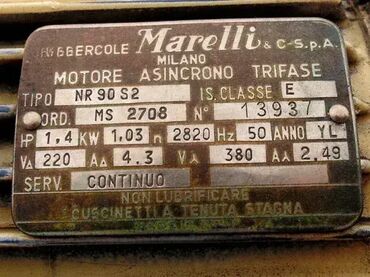 ERCOLE Marelli & C-S.p.A.
MILANO
MOTORE ASINCRONO TRIFASE
TIPO NR 90 S2 IS. CLASSE E
ORD. MS 2708 N° 13937
HP 1,4 KW 1,03 n 2820 Hz 50 ANNO YL
V∆ 220 A∆ 4.3 Vλ 380 Aλ 2,49
SERV. CONTINUO
NON LUBRIFICARE
CUSCINETTI A TENUTA STAGNA